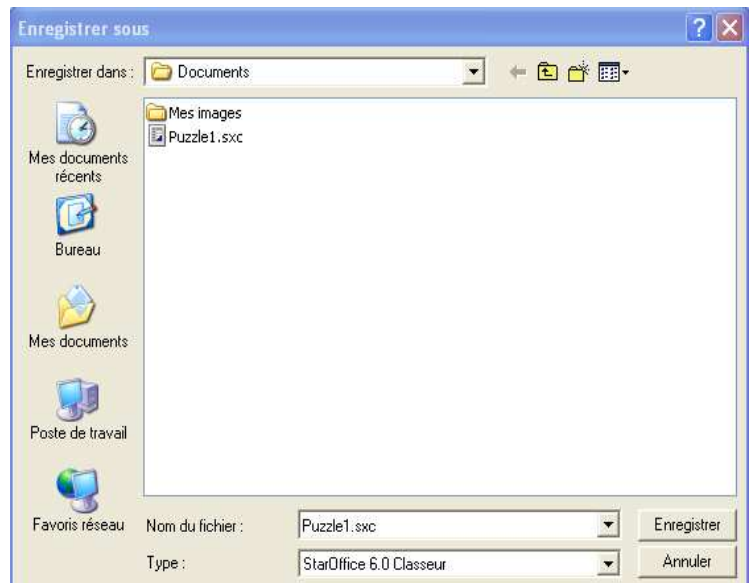 Enregistrer sous
Enregistrer dans :
Documents
Mes images
Puzzle1.sxc
Mes documents
récents
Bureau
Mes documents
Poste de travail
Favoris réseau
Nom du fichier :
Puzzle1.sxc
Enregistrer
Type :
StarOffice 6.0 Classeur
Annuler